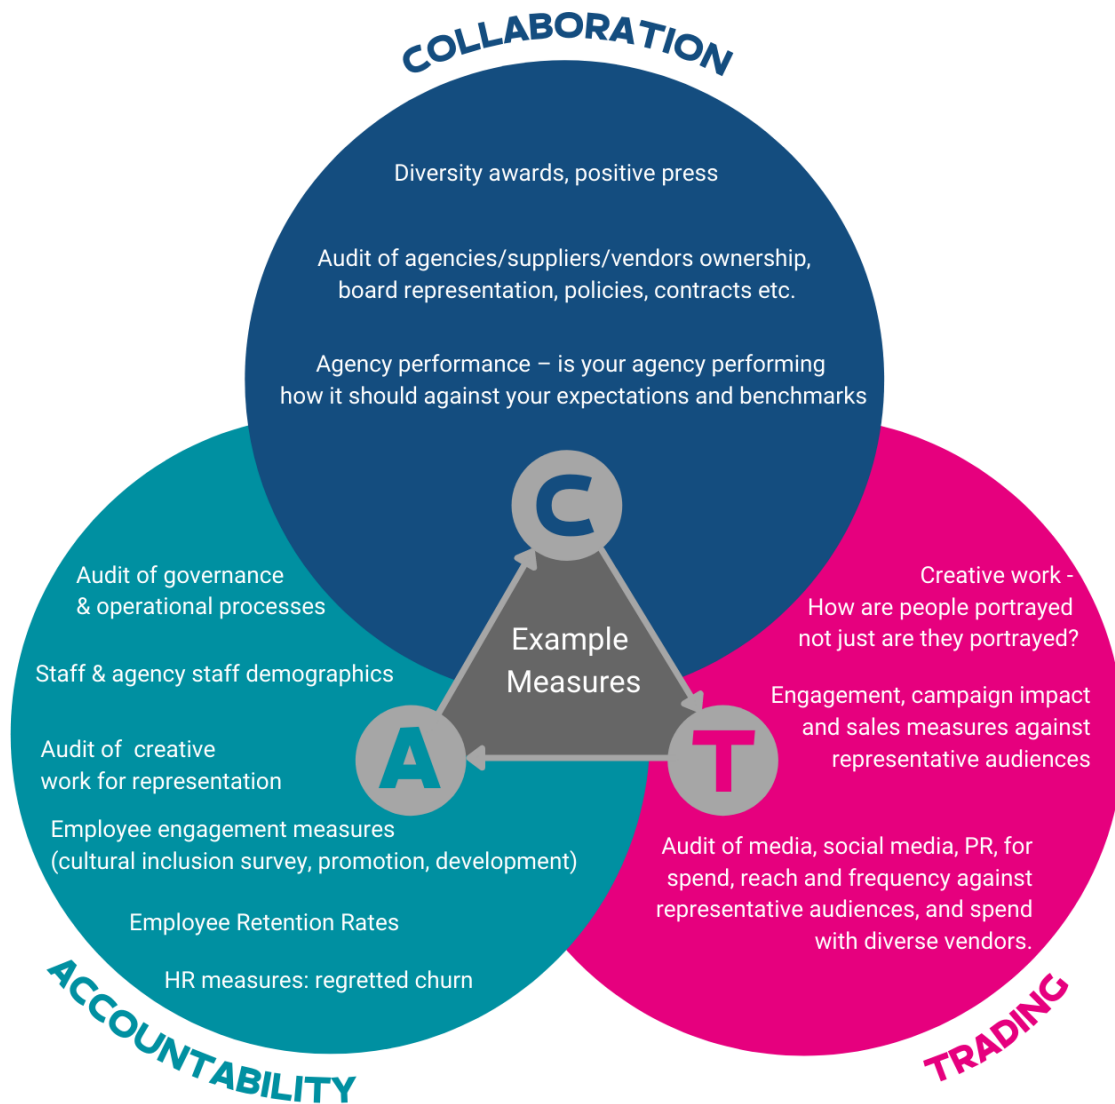 COLLABORATION
Diversity awards, positive press
Audit of agencies/suppliers/vendors ownership,
board representation, policies, contracts etc.
Agency performance – is your agency performing
how it should against your expectations and benchmarks
C
Example
Measures
A
T
Audit of governance
& operational processes
Staff & agency staff demographics
Audit of  creative
work for representation
Employee engagement measures
(cultural inclusion survey, promotion, development)
Employee Retention Rates
HR measures: regretted churn
ACCOUNTABILITY
Creative work -
How are people portrayed
not just are they portrayed?
Engagement, campaign impact
and sales measures against
representative audiences
Audit of media, social media, PR, for
spend, reach and frequency against
representative audiences, and spend
with diverse vendors.
TRADING